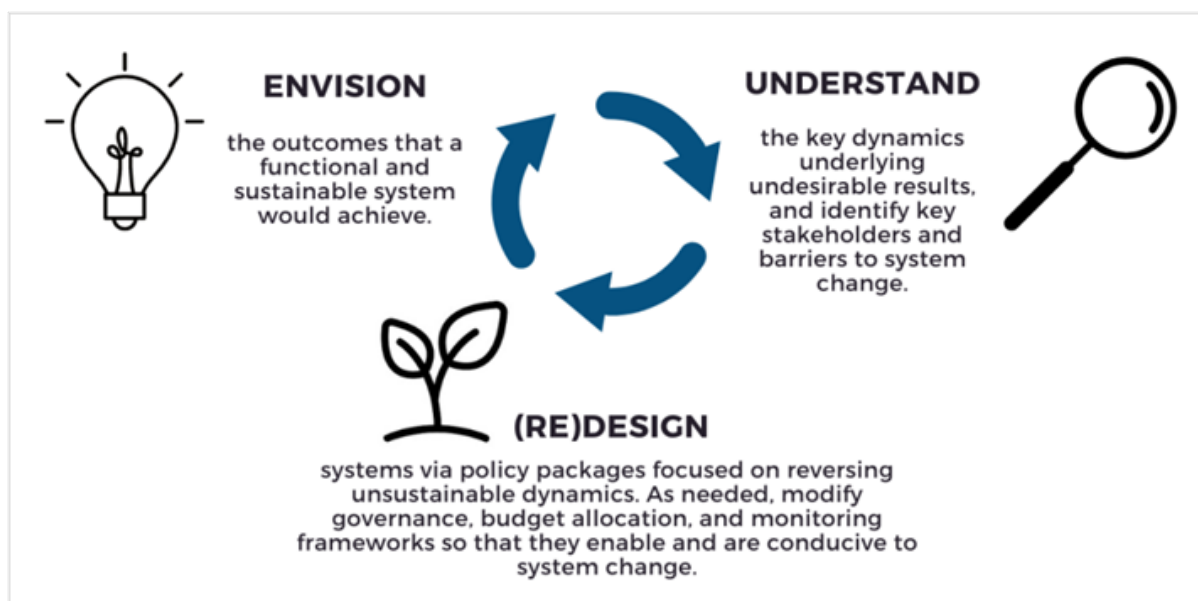 ENVISION
the outcomes that a
functional and
sustainable system
would achieve.
UNDERSTAND
the key dynamics
underlying
undesirable results,
and identify key
stakeholders and
barriers to system
change.
(RE)DESIGN
systems via policy packages focused on reversing
unsustainable dynamics. As needed, modify
governance, budget allocation, and monitoring
frameworks so that they enable and are conducive to
system change.